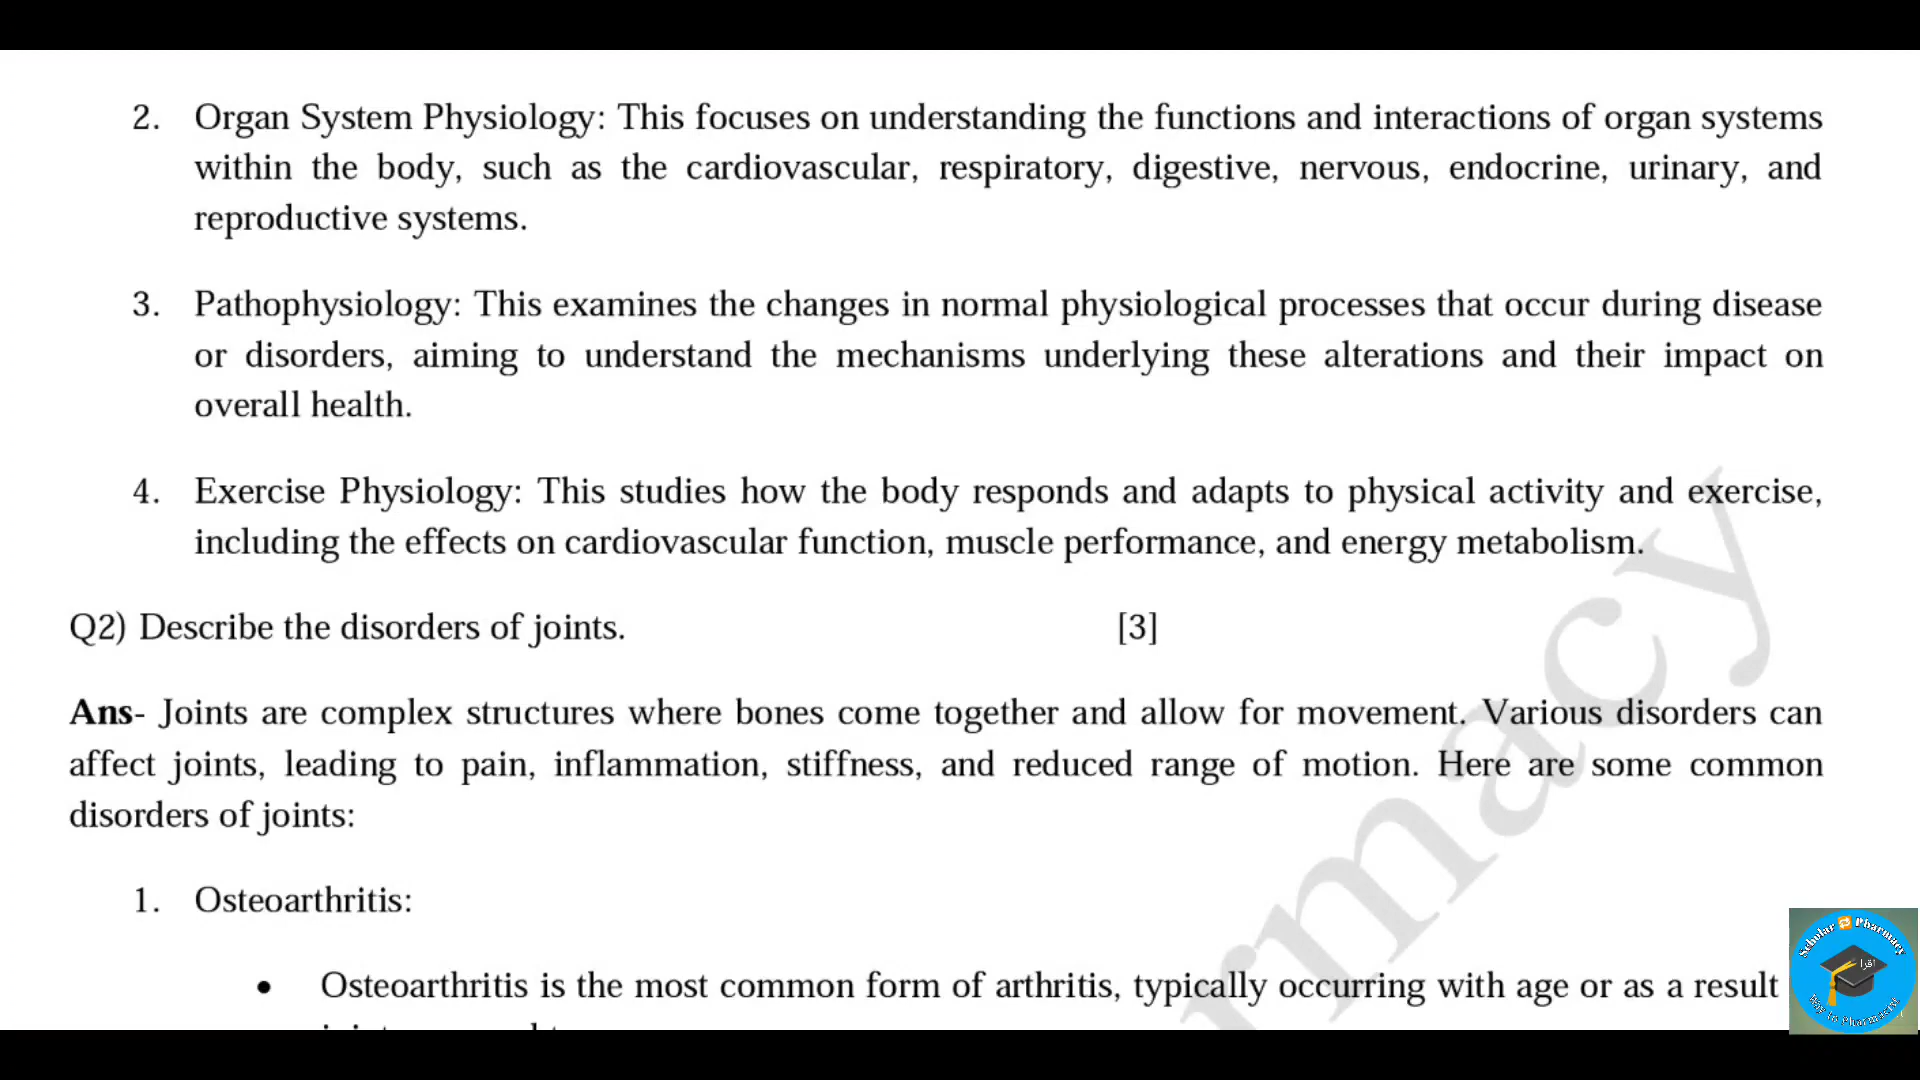 2. Organ System Physiology: This focuses on understanding the functions and interactions of organ systems
within the body, such as the cardiovascular, respiratory, digestive, nervous, endocrine, urinary, and
reproductive systems.
3. Pathophysiology: This examines the changes in normal physiological processes that occur during disease
or disorders, aiming to understand the mechanisms underlying these alterations and their impact on
overall health.
4. Exercise Physiology: This studies how the body responds and adapts to physical activity and exercise,
including the effects on cardiovascular function, muscle performance, and energy metabolism.
Q2) Describe the disorders of joints. [3]
Ans- Joints are complex structures where bones come together and allow for movement. Various disorders can
affect joints, leading to pain, inflammation, stiffness, and reduced range of motion. Here are some common
disorders of joints:
1. Osteoarthritis:
• Osteoarthritis is the most common form of arthritis, typically occurring with age or as a result
rmacy
Scholar Pharmacy
اقرا